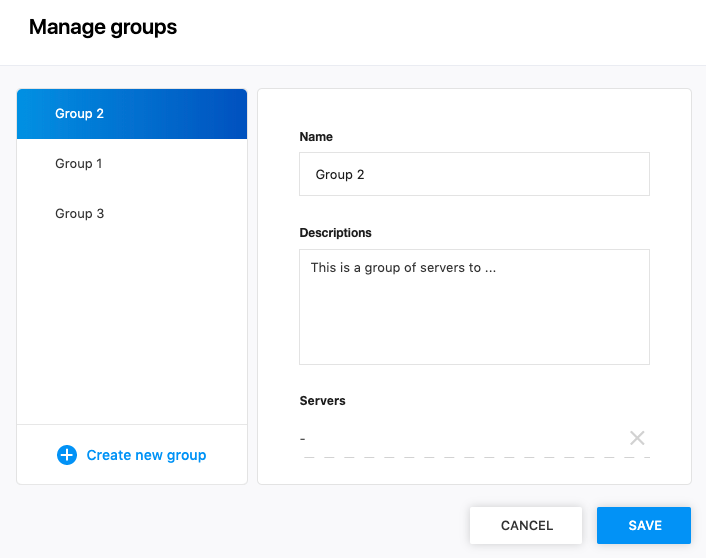 Manage groups
Group 2
Group 1
Group 3
Create new group
Name
Group 2
Descriptions
This is a group of servers to ...
Servers
-
CANCEL
SAVE